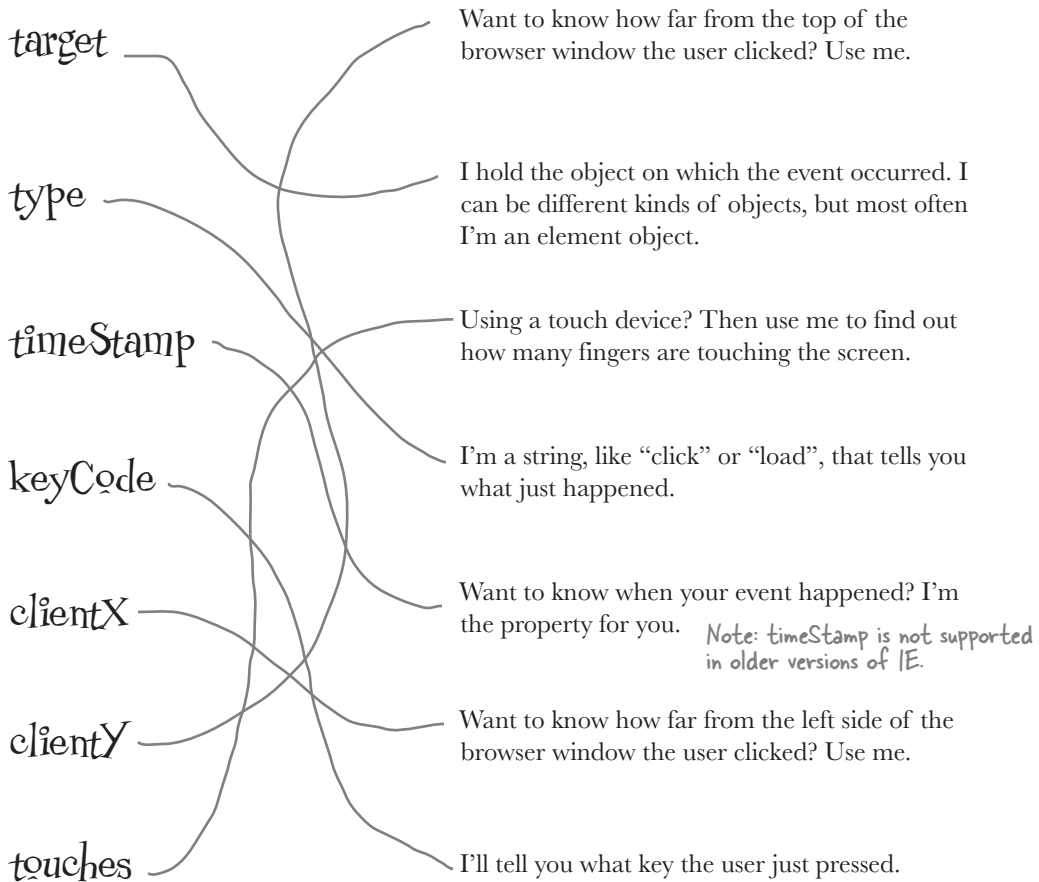 target
Want to know how far from the top of the
browser window the user clicked? Use me.
type
I hold the object on which the event occurred. I
can be different kinds of objects, but most often
I'm an element object.
timeStamp
Using a touch device? Then use me to find out
how many fingers are touching the screen.
keyCode
I'm a string, like “click” or “load”, that tells you
what just happened.
clientX
Want to know when your event happened? I'm
the property for you.
Note: timeStamp is not supported
in older versions of IE.
clientY
Want to know how far from the left side of the
browser window the user clicked? Use me.
touches
I'll tell you what key the user just pressed.